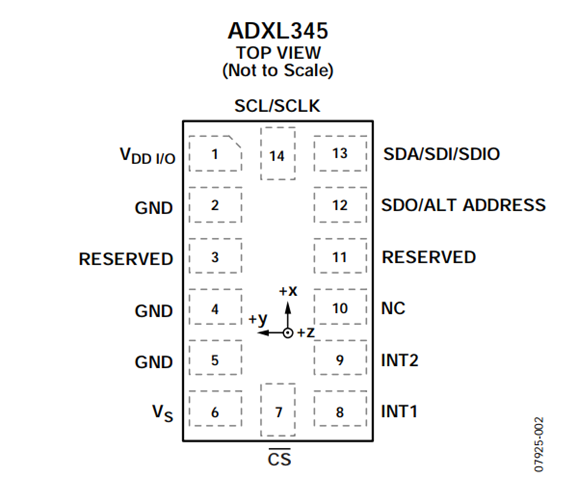 ADXL345
TOP VIEW
(Not to Scale)
SCL/SCLK
VDD I/O 1 14 13 SDA/SDI/SDIO
GND 2 12 SDO/ALT ADDRESS
RESERVED 3 11 RESERVED
+x
GND 4 10 NC
+y +z
GND 5 9 INT2
VS 6 7 8 INT1
CS
07925-002